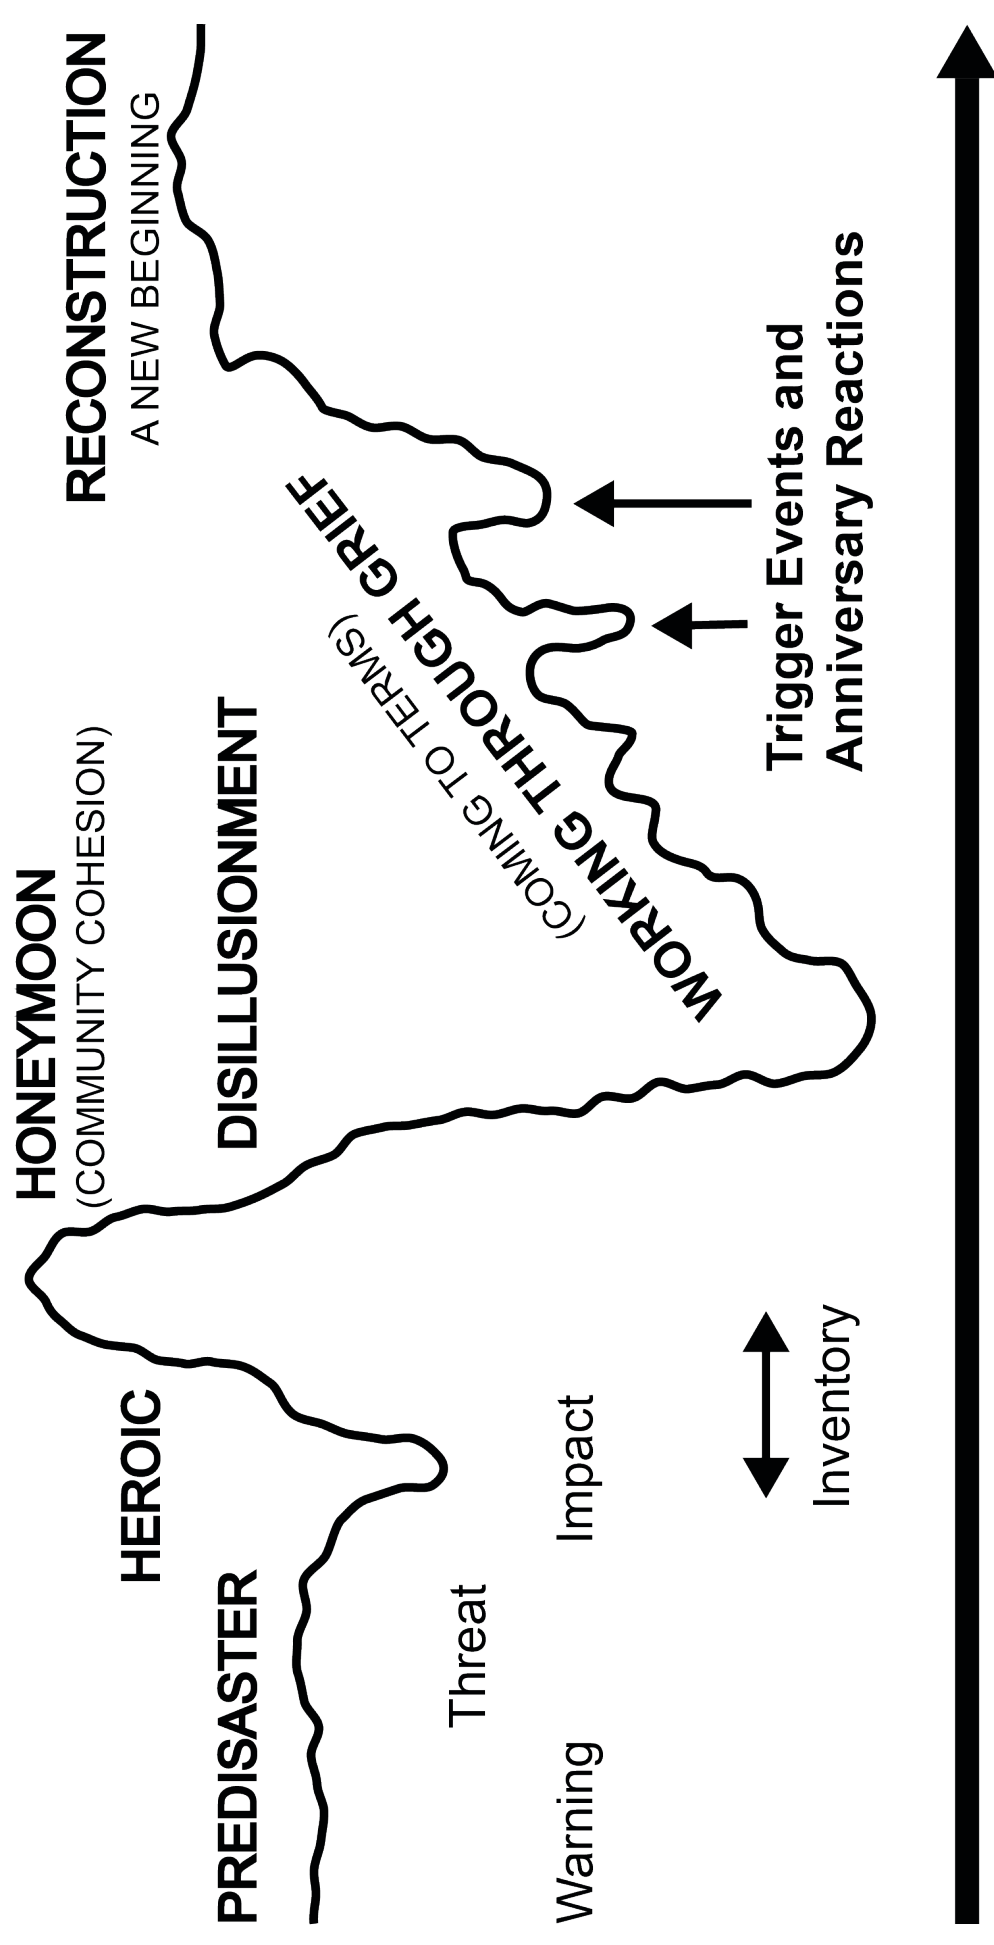 HONEYMOON
(COMMUNITY COHESION)
RECONSTRUCTION
A NEW BEGINNING
HEROIC
PREDISASTER
DISILLUSIONMENT
WORKING THROUGH GRIEF
(COMING TO TERMS)
Threat
Warning
Impact
Inventory
Trigger Events and
Anniversary Reactions